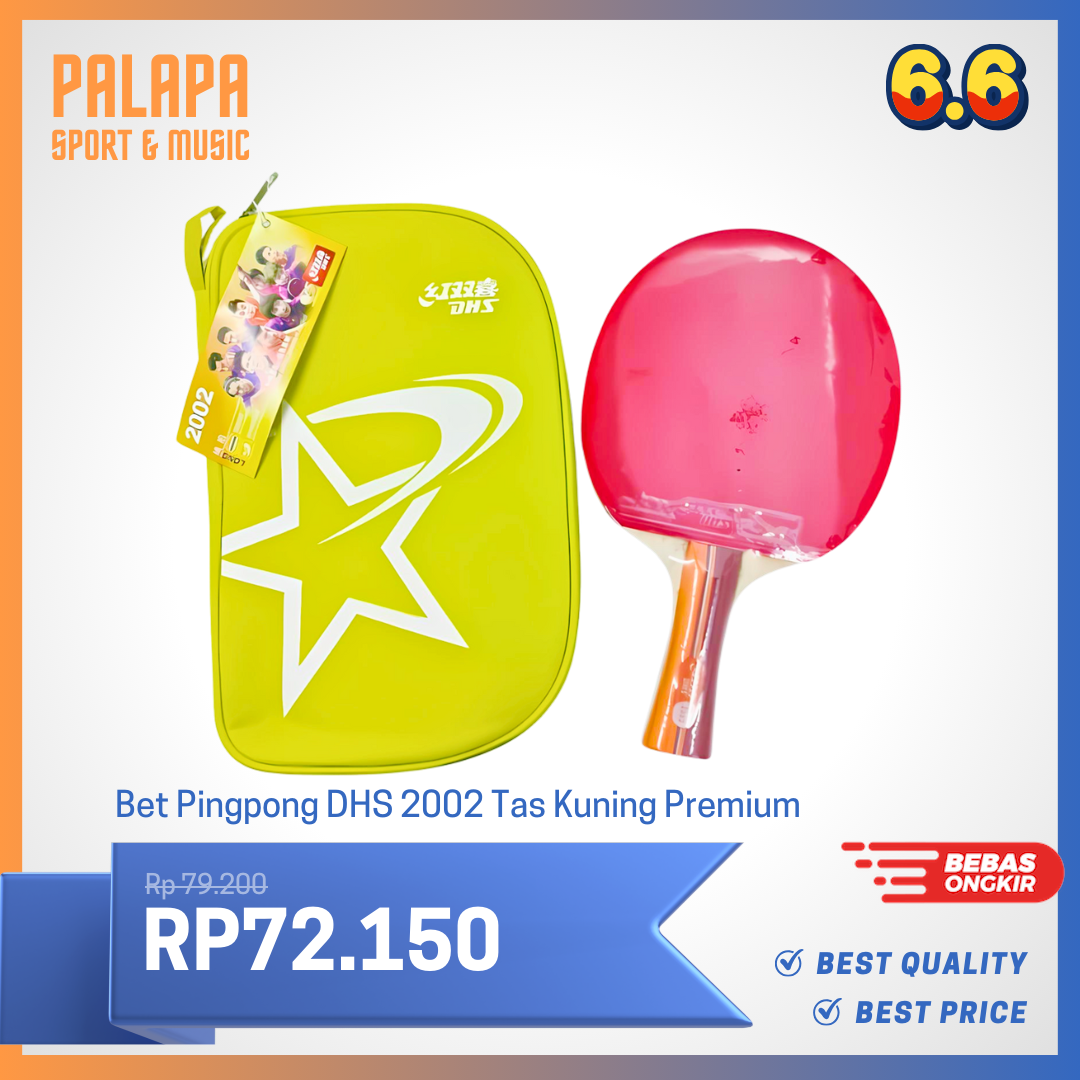 PALAPA
SPORT & MUSIC
6.6
红双喜
DHS
2002
Bet Pingpong DHS 2002 Tas Kuning Premium
Rp 79.200
RP72.150
BEBAS
ONGKIR
BEST QUALITY
BEST PRICE